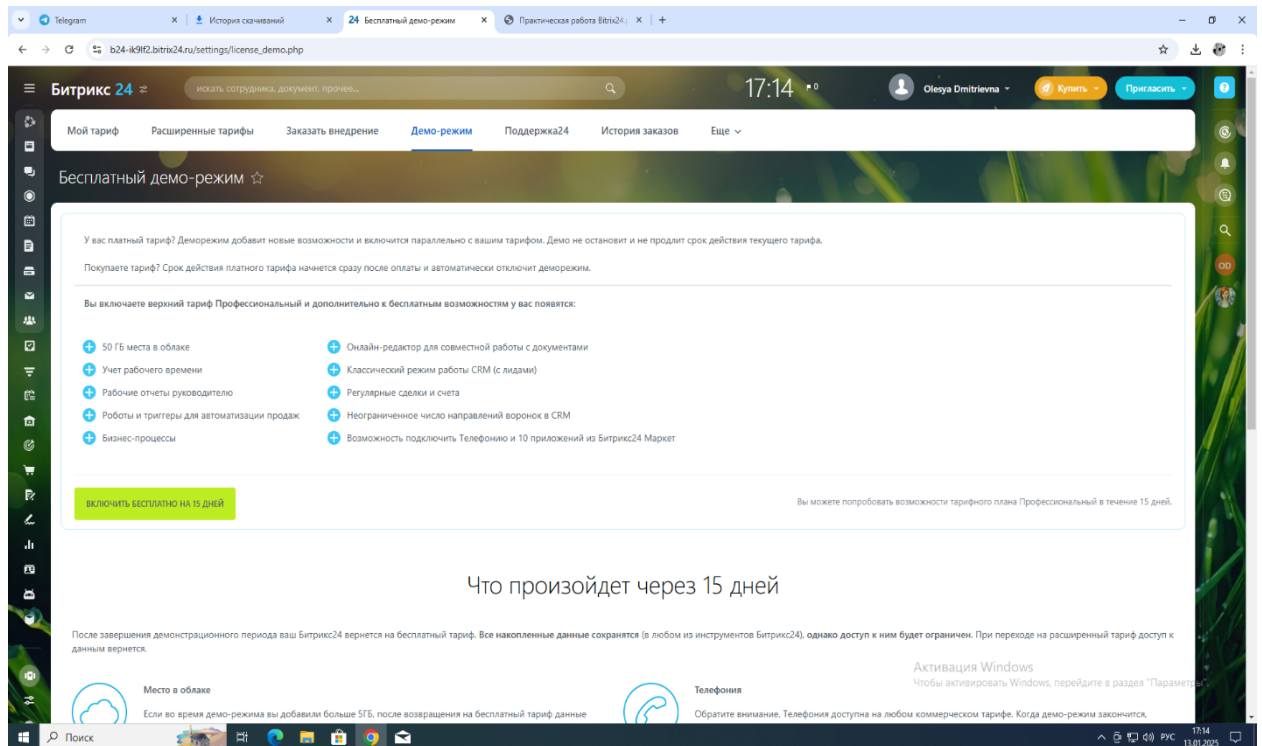 Telegram
История скачиваний
24 Бесплатный демо-режим
Практическая работа Bitrix24.
b24-ik9lf2.bitrix24.ru/settings/license_demo.php
Битрикс 24
искать сотрудника, документ, прочее...
17:14
0
Olesya Dmitrievna
Купить
Пригласить
?
Мой тариф Расширенные тарифы Заказать внедрение Демо-режим Поддержка24 История заказов Еще
Бесплатный демо-режим
OD
У вас платный тариф? Деморежим добавит новые возможности и включится параллельно с вашим тарифом. Демо не остановит и не продлит срок действия текущего тарифа.
Покупаете тариф? Срок действия платного тарифа начнется сразу после оплаты и автоматически отключит деморежим.
Вы включаете верхний тариф Профессиональный и дополнительно к бесплатным возможностям у вас появятся:
50 ГБ места в облаке
Учет рабочего времени
Рабочие отчеты руководителю
Роботы и триггеры для автоматизации продаж
Бизнес-процессы
Онлайн-редактор для совместной работы с документами
Классический режим работы CRM (с лидами)
Регулярные сделки и счета
Неограниченное число направлений воронок в CRM
Возможность подключить Телефонию и 10 приложений из Битрикс24 Маркет
ВКЛЮЧИТЬ БЕСПЛАТНО НА 15 ДНЕЙ
Вы можете попробовать возможности тарифного плана Профессиональный в течение 15 дней.
Что произойдет через 15 дней
После завершения демонстрационного периода ваш Битрикс24 вернется на бесплатный тариф. Все накопленные данные сохранятся (в любом из инструментов Битрикс24), однако доступ к ним будет ограничен. При переходе на расширенный тариф доступ к
данным вернется.
Место в облаке
Если во время демо-режима вы добавили больше 5ГБ, после возвращения на бесплатный тариф данные
Телефония
Обратите внимание, Телефония доступна на любом коммерческом тарифе. Когда демо-режим закончится,
Активация Windows
Чтобы активировать Windows, перейдите в раздел "Параметры".
Поиск
РУС
17:14
13.01.2025